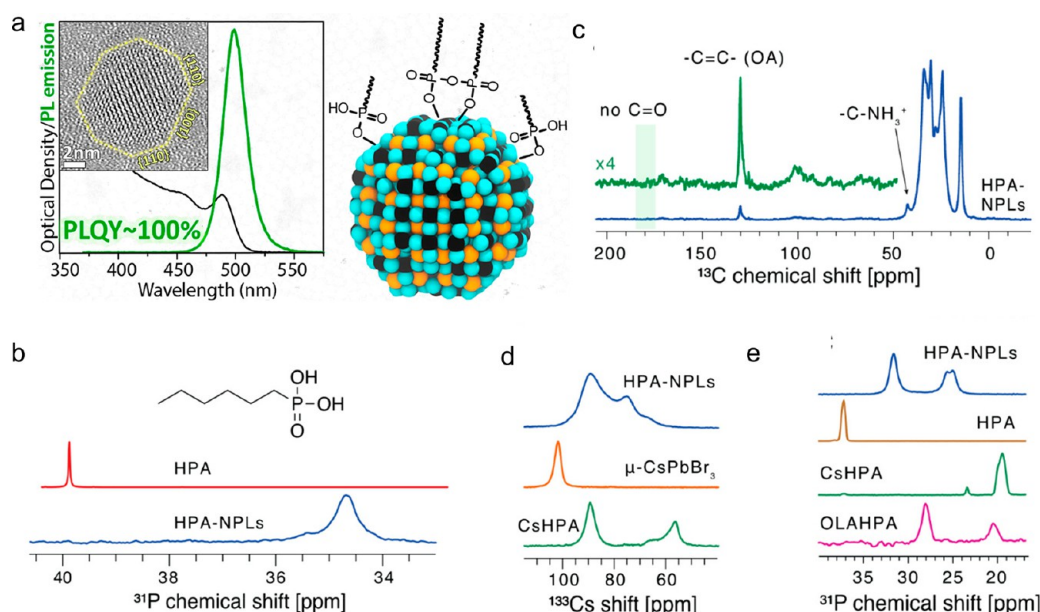 a
Optical Density/PL emission
2nm
(110)
(100)
(110)
PLQY~100%
350
425
500
575
Wavelength (nm)
HO
P
O
O
O
P
O
P
O
O
O
P
OH
O
O
c
-C=C- (OA)
no C=O
-C-NH₃⁺
x4
HPA-
NPLs
200
150
100
50
0
¹³C chemical shift [ppm]
b
OH
P
OH
O
HPA
HPA-NPLs
40
38
36
34
³¹P chemical shift [ppm]
d
HPA-NPLs
μ-CsPbBr₃
CsHPA
100
80
60
¹³³Cs shift [ppm]
e
HPA-NPLs
HPA
CsHPA
OLAHPA
35
30
25
20
³¹P chemical shift [ppm]